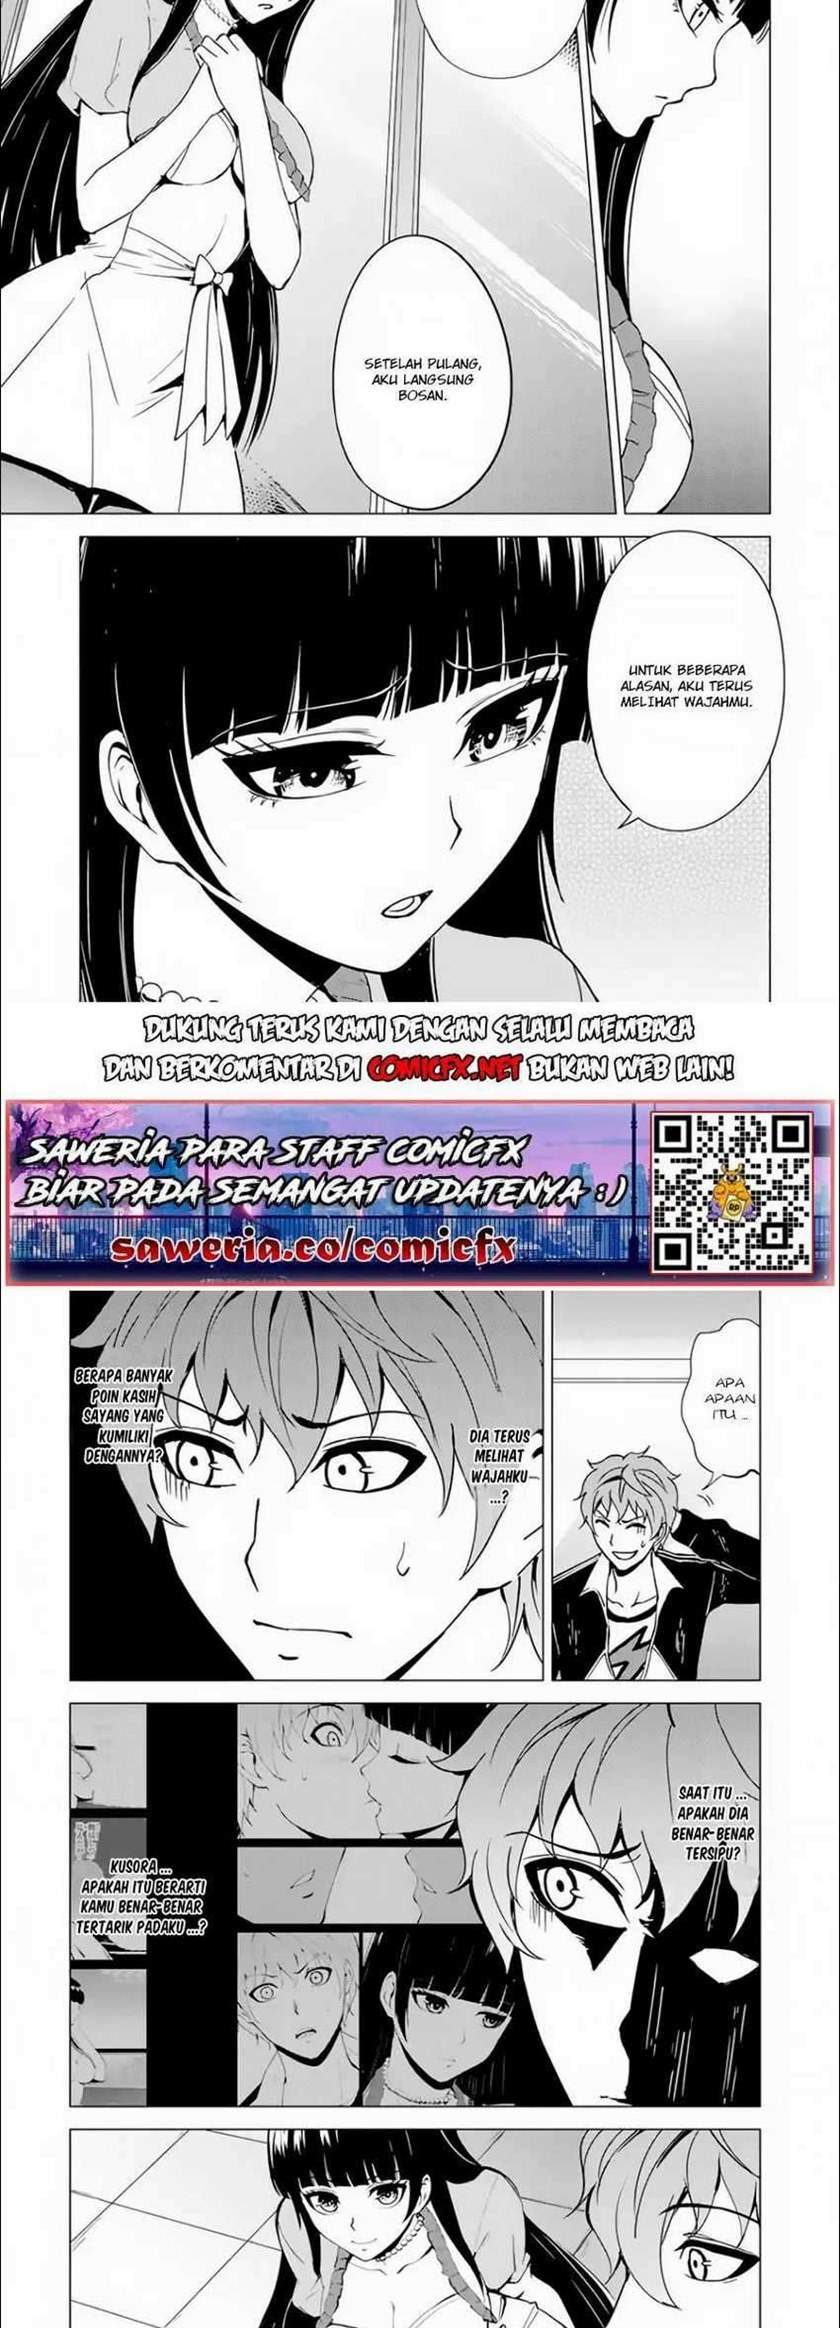 SETELAH PULANG,
AKU LANGSUNG
BOSAN.
UNTUK BEBERAPA
ALASAN, AKU TERUS
MELIHAT WAJAHMU.
DUKUNG TERUS KAMI DENGAN SELALU MEMBACA
DAN BERKOMENTAR DI COMICFX.NET BUKAN WEB LAIN!
SAWERIA PARA STAFF COMICFX
BIAR PADA SEMANGAT UPDATENYA :)
saweria.co/comicfx
APA
APAAN
ITU ...
DIA TERUS
MELIHAT
WAJAHKU
...?
BERAPA BANYAK
POIN KASIH
SAYANG YANG
KUMILIKI
DENGANNYA?
SAAT ITU ...
APAKAH DIA
BENAR-BENAR
TERSIPU?
KUSORA ...
APAKAH ITU BERARTI
KAMU BENAR-BENAR
TERTARIK PADAKU ...?